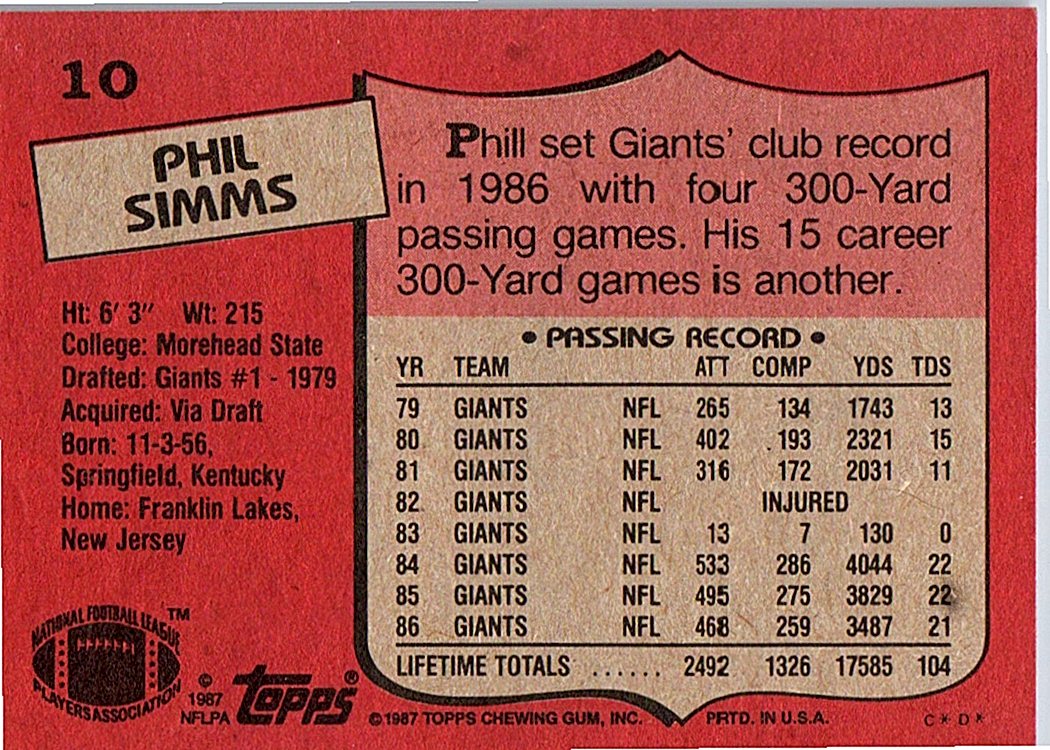 10
PHIL
SIMMS
Phill set Giants' club record
in 1986 with four 300-Yard
passing games. His 15 career
300-Yard games is another.
Ht: 6' 3" Wt: 215
College: Morehead State
Drafted: Giants #1 - 1979
Acquired: Via Draft
Born: 11-3-56,
Springfield, Kentucky
Home: Franklin Lakes,
New Jersey
• PASSING RECORD •
YR TEAM ATT COMP YDS TDS
79 GIANTS NFL 265 134 1743 13
80 GIANTS NFL 402 193 2321 15
81 GIANTS NFL 316 172 2031 11
82 GIANTS NFL INJURED
83 GIANTS NFL 13 7 130 0
84 GIANTS NFL 533 286 4044 22
85 GIANTS NFL 495 275 3829 22
86 GIANTS NFL 468 259 3487 21
LIFETIME TOTALS ...... 2492 1326 17585 104
NATIONAL FOOTBALL LEAGUE ™
PLAYERS ASSOCIATION
©
1987
NFLPA
topps®
©1987 TOPPS CHEWING GUM, INC. PRTD. IN U.S.A. C* D*